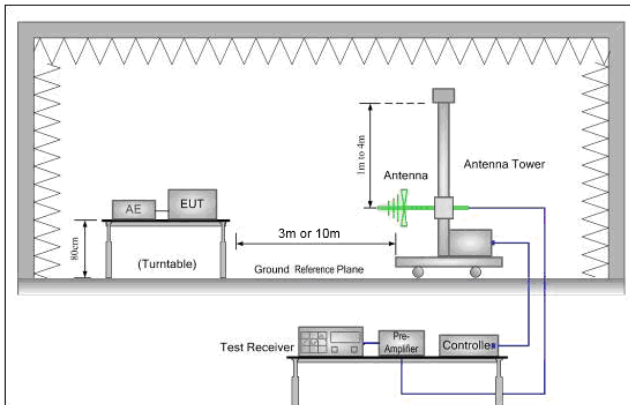 1m to 4m
Antenna
Antenna Tower
AE
EUT
3m or 10m
80cm
(Turntable)
Ground Reference Plane
Test Receiver
Pre-
Amplifier
Controlle